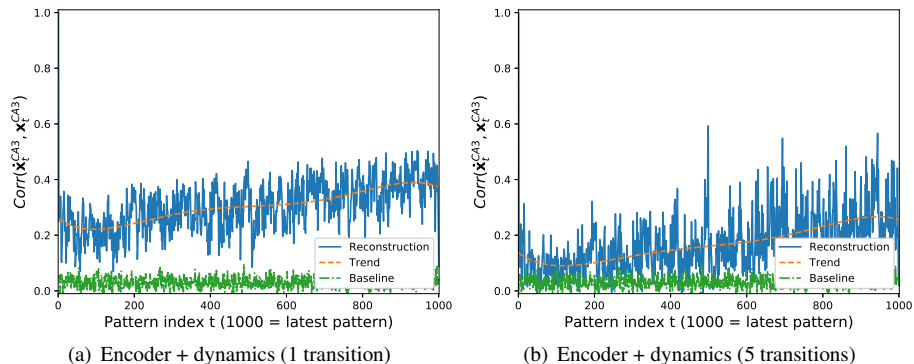 1.0
0.8
0.6
0.4
0.2
0.0
0 200 400 600 800 1000
Corr(x̂_t^{CA3}, x_t^{CA3})
Pattern index t (1000 = latest pattern)
Reconstruction
Trend
Baseline
(a) Encoder + dynamics (1 transition)
1.0
0.8
0.6
0.4
0.2
0.0
0 200 400 600 800 1000
Corr(x̂_t^{CA3}, x_t^{CA3})
Pattern index t (1000 = latest pattern)
Reconstruction
Trend
Baseline
(b) Encoder + dynamics (5 transitions)